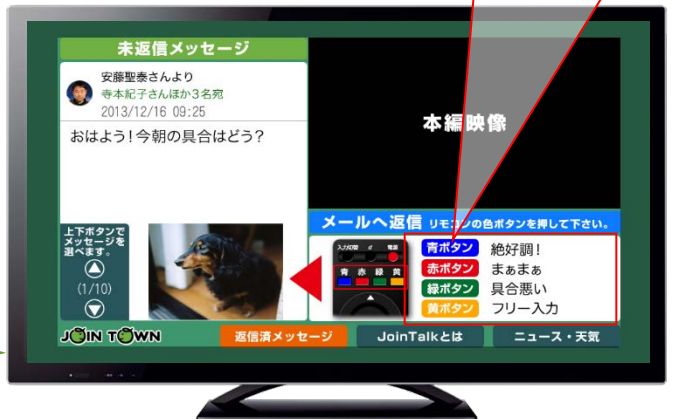 未返信メッセージ
安藤聖泰さんより
寺本紀子さんほか3名宛
2013/12/16 09:25
おはよう!今朝の具合はどう?
本編映像
上下ボタンで
メッセージを
選べます。
(1/10)
メールへ返信 リモコンの色ボタンを押して下さい。
入力切替 電源
青 赤 緑 黄
青ボタン 絶好調!
赤ボタン まぁまぁ
緑ボタン 具合悪い
黄ボタン フリー入力
JOIN TOWN
返信済メッセージ
JoinTalkとは
ニュース・天気